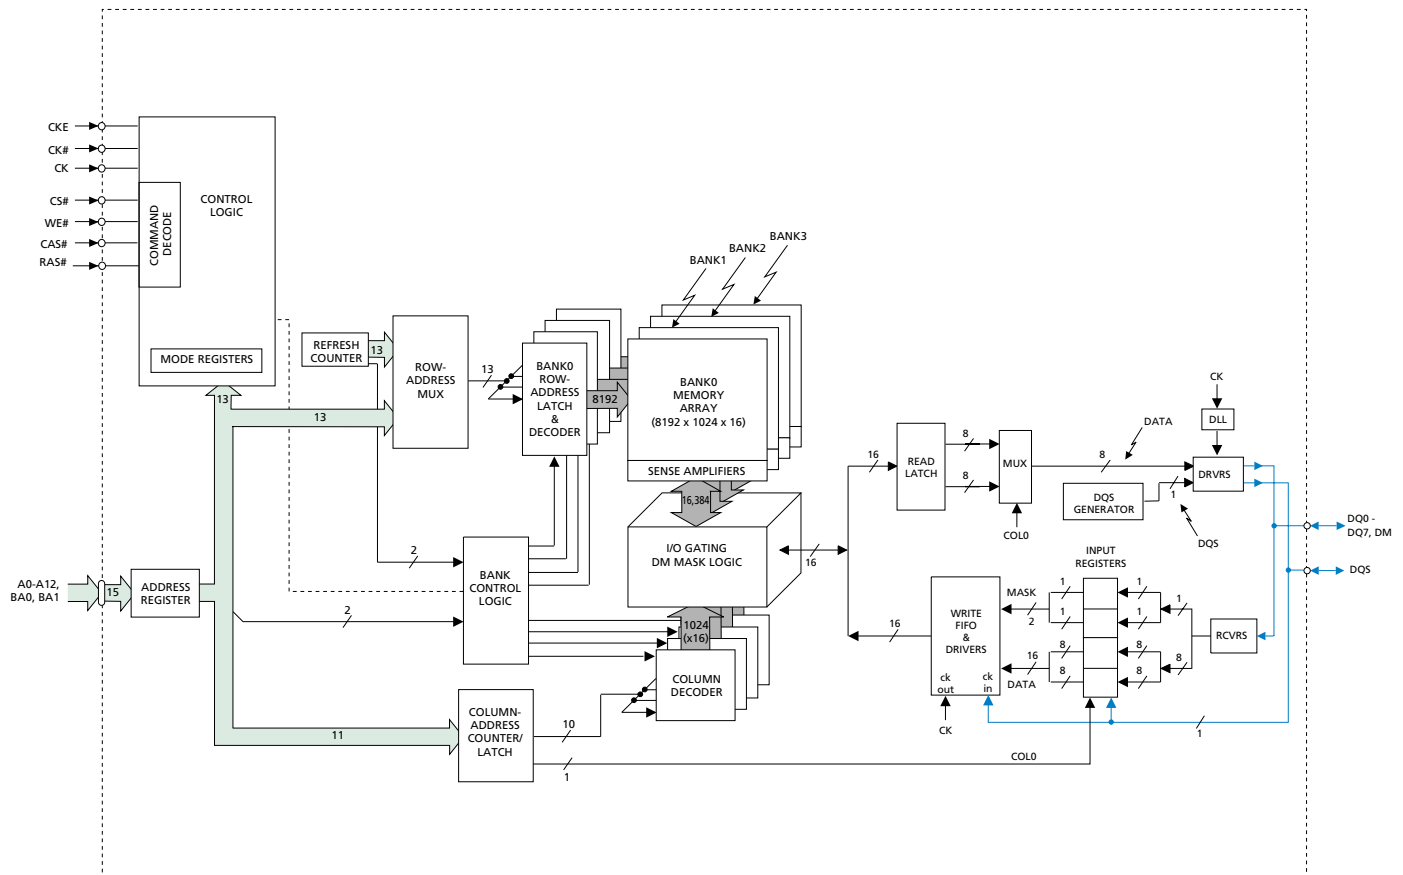 CKE
CK#
CK
CS#
WE#
CAS#
RAS#
COMMAND
DECODE
CONTROL
LOGIC
MODE REGISTERS
REFRESH
COUNTER
13
13
13
ROW-
ADDRESS
MUX
13
BANK0
ROW-
ADDRESS
LATCH
&
DECODER
8192
BANK1
BANK2
BANK3
BANK0
MEMORY
ARRAY
(8192 x 1024 x 16)
SENSE AMPLIFIERS
16,384
I/O GATING
DM MASK LOGIC
1024
(x16)
COLUMN
DECODER
2
BANK
CONTROL
LOGIC
2
A0-A12,
BA0, BA1
15
ADDRESS
REGISTER
11
COLUMN-
ADDRESS
COUNTER/
LATCH
10
1
COL0
16
16
READ
LATCH
8
8
MUX
COL0
8
DATA
DQS
GENERATOR
1
DQS
CK
DLL
DRVRS
DQ0 -
DQ7, DM
DQS
16
WRITE
FIFO
&
DRIVERS
ck
out
ck
in
CK
MASK
2
16
DATA
INPUT
REGISTERS
1
1
8
8
1
1
8
8
1
8
RCVRS
1